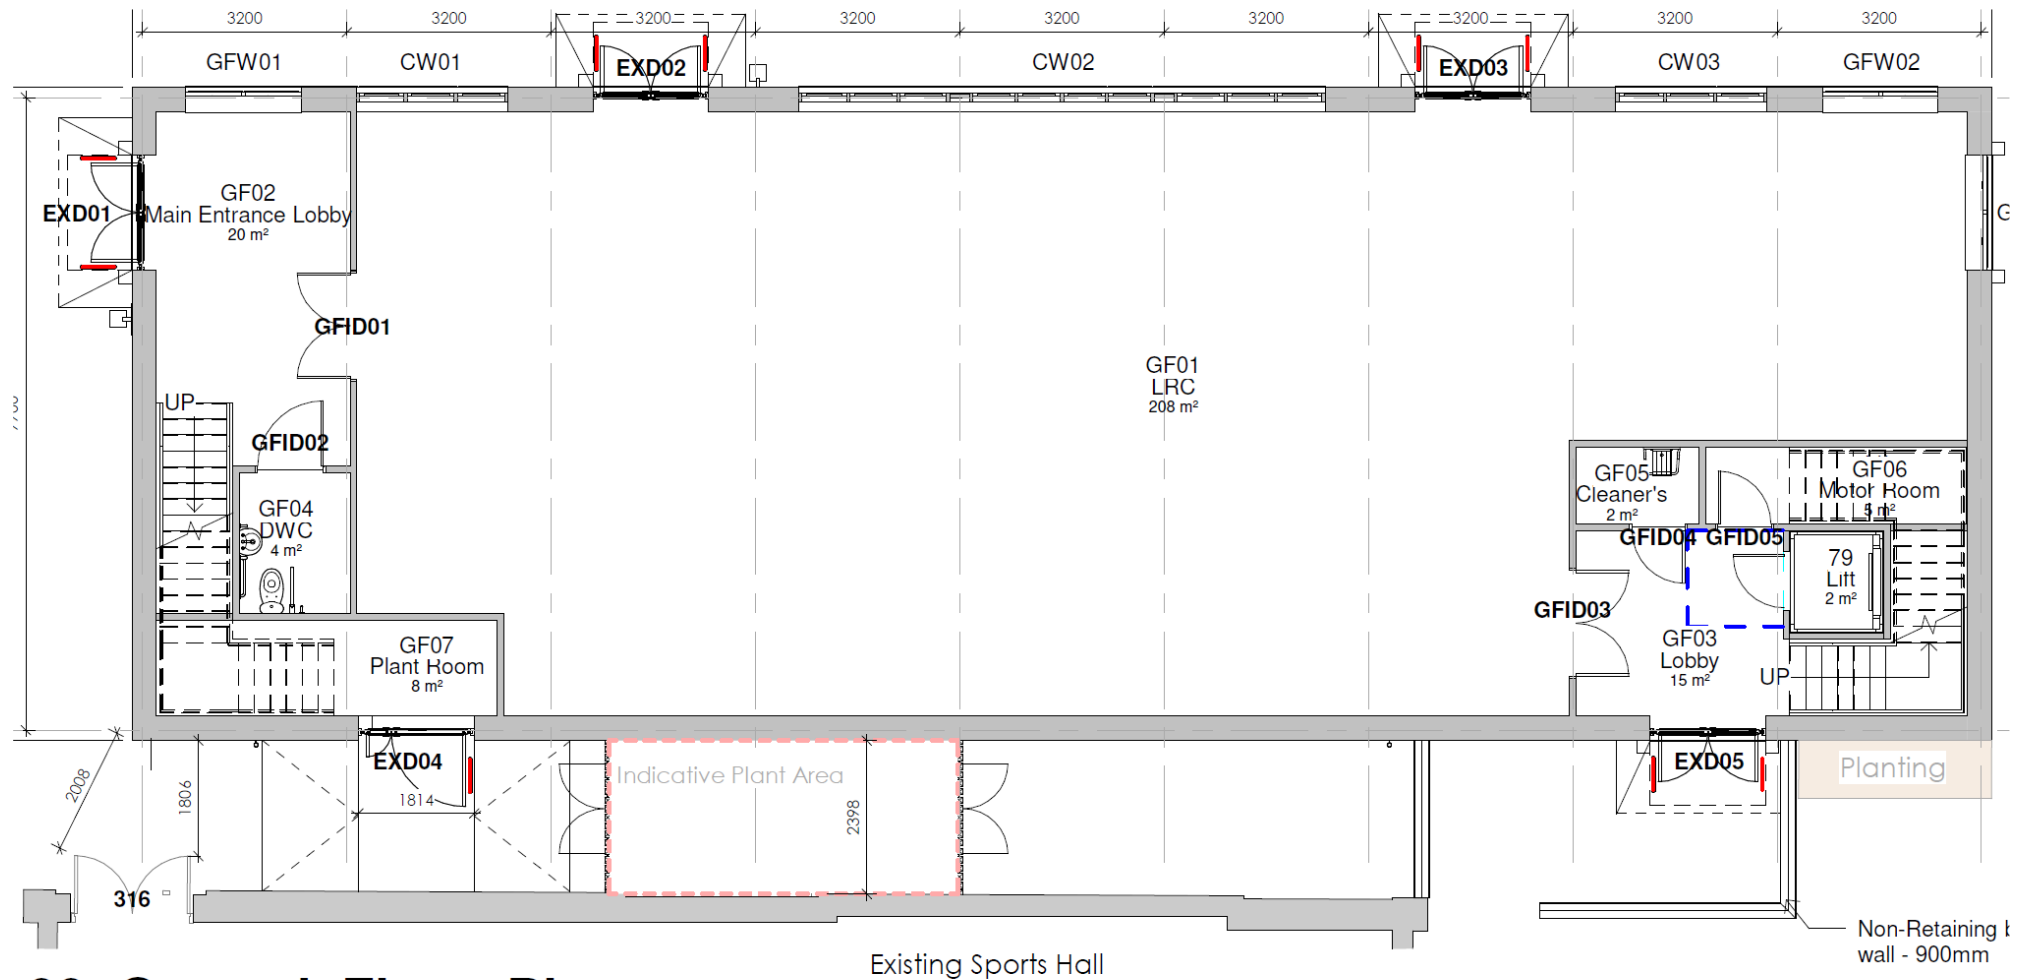 3200 3200 3200 3200 3200 3200 3200 3200 3200
GFW01 CW01 EXD02 CW02 EXD03 CW03 GFW02
GF02
EXD01 Main Entrance Lobby
20 m²
G
GFID01
GF01
LRC
208 m²
UP
GFID02
GF04
DWC
4 m²
GF05
Cleaner's
2 m²
GF06
Motor Room
5 m²
GFID04 GFID05
79
Lift
2 m²
GFID03
GF03
Lobby
15 m²
UP
GF07
Plant Room
8 m²
EXD04
1814
2008
1806
Indicative Plant Area
2398
EXD05
Planting
316
Non-Retaining
wall - 900mm
Existing Sports Hall